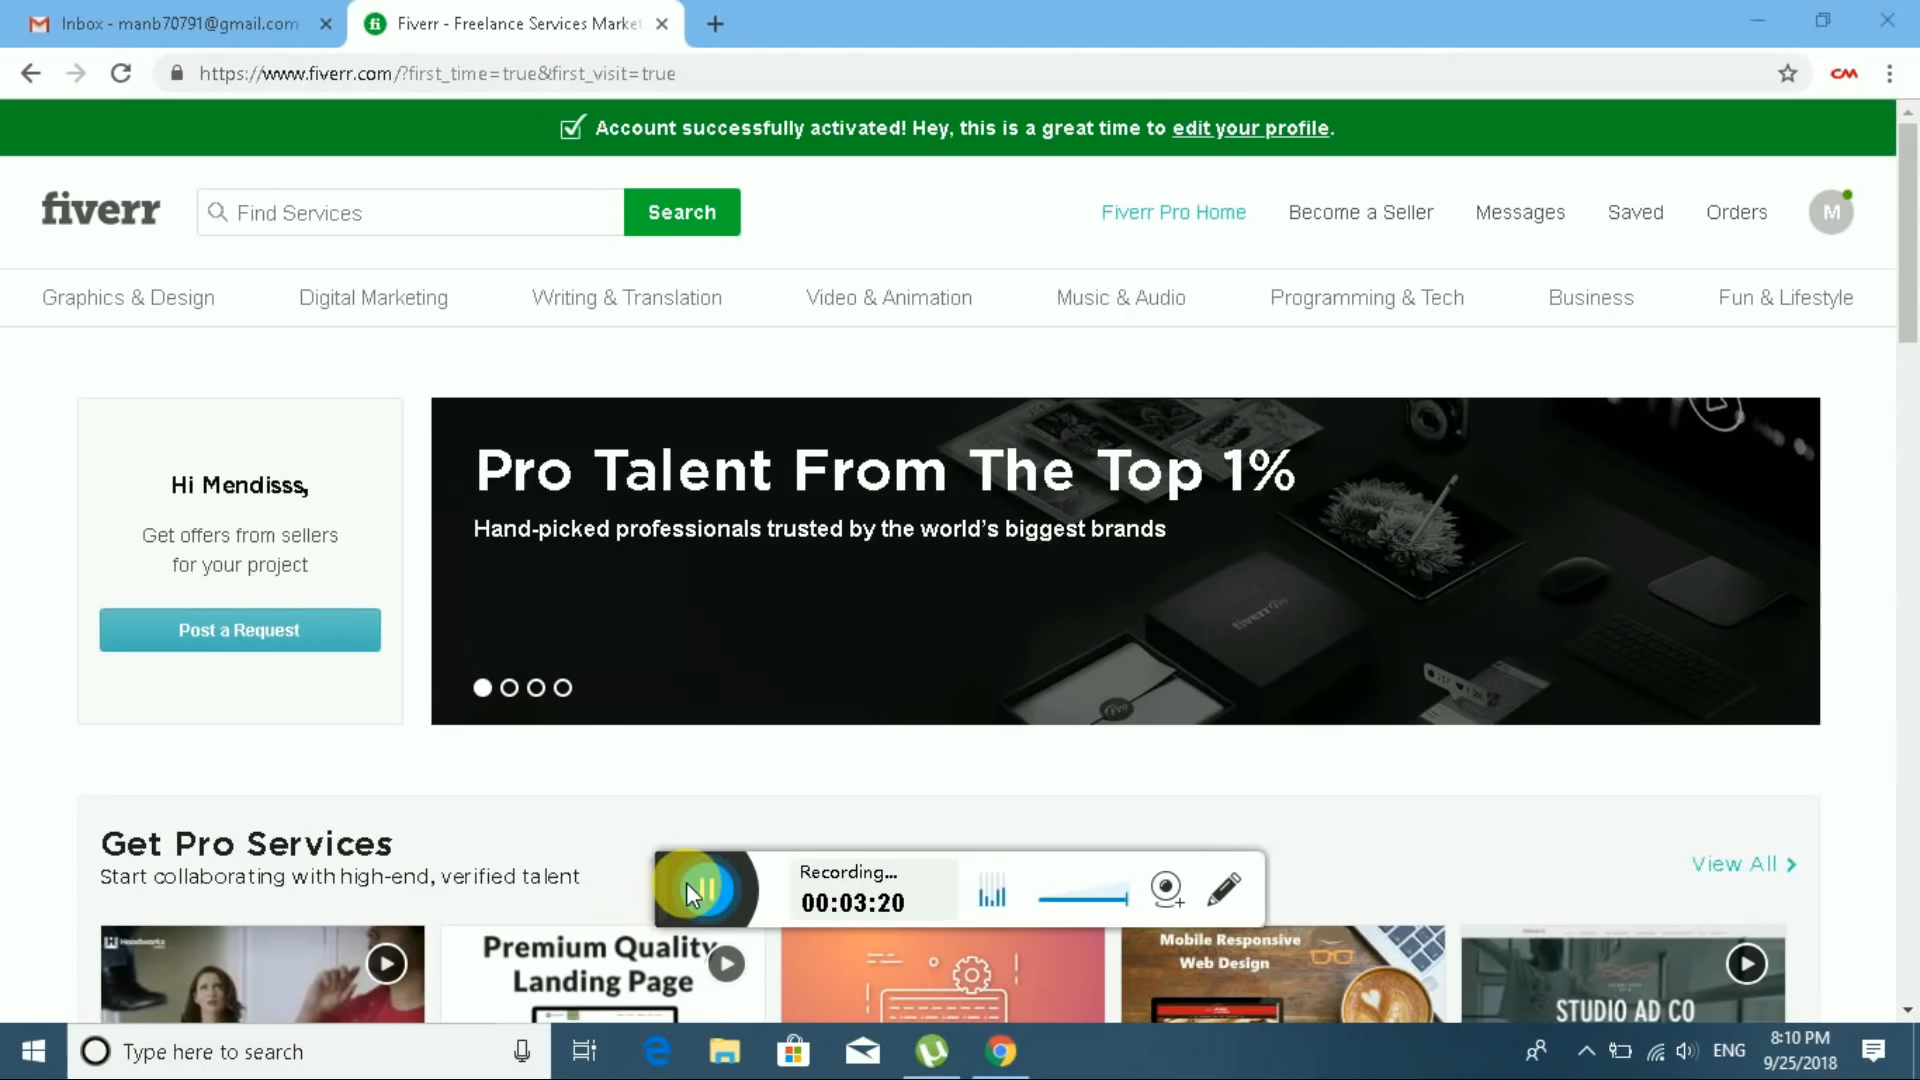 Inbox - manb70791@gmail.com
Fiverr - Freelance Services Marke
https://www.fiverr.com/?first_time=true&first_visit=true
CM
Account successfully activated! Hey, this is a great time to edit your profile.
fiverr
Find Services
Search
Fiverr Pro Home
Become a Seller
Messages
Saved
Orders
M
Graphics & Design
Digital Marketing
Writing & Translation
Video & Animation
Music & Audio
Programming & Tech
Business
Fun & Lifestyle
Hi Mendisss,
Get offers from sellers
for your project
Post a Request
Pro Talent From The Top 1%
Hand-picked professionals trusted by the world's biggest brands
Get Pro Services
Start collaborating with high-end, verified talent
View All
Recording...
00:03:20
Premium Quality
Landing Page
Mobile Responsive
Web Design
STUDIO AD CO
Type here to search
ENG
8:10 PM
9/25/2018